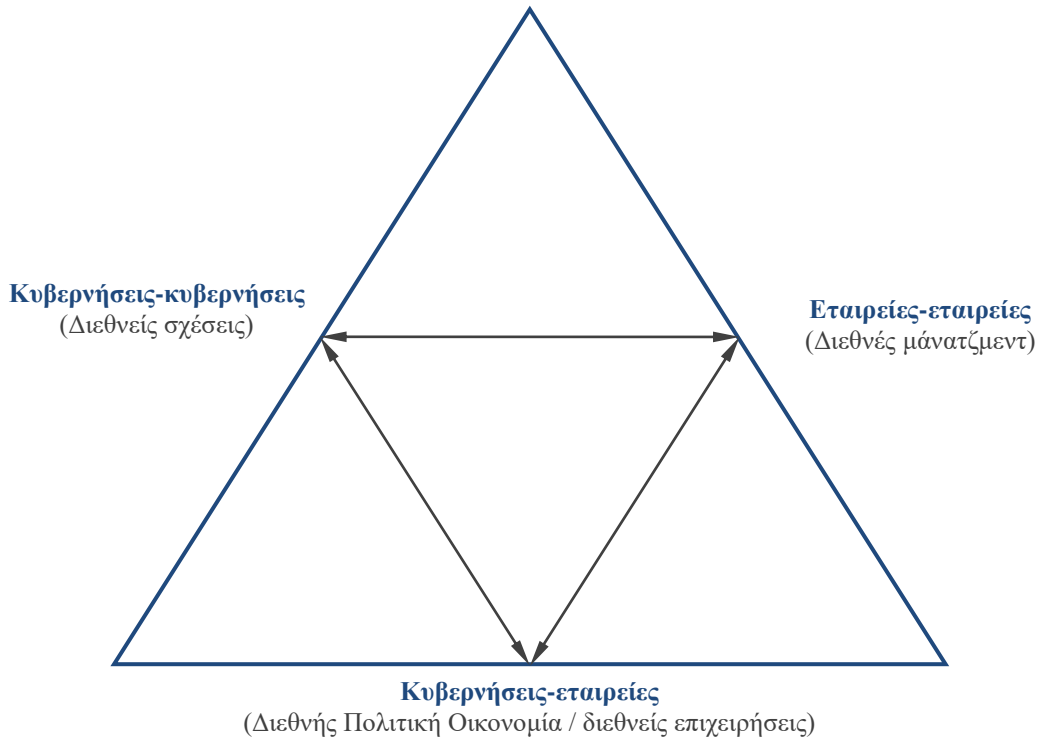 Κυβερνήσεις-κυβερνήσεις
(Διεθνείς σχέσεις)
Εταιρείες-εταιρείες
(Διεθνές μάνατζμεντ)
Κυβερνήσεις-εταιρείες
(Διεθνής Πολιτική Οικονομία / διεθνείς επιχειρήσεις)